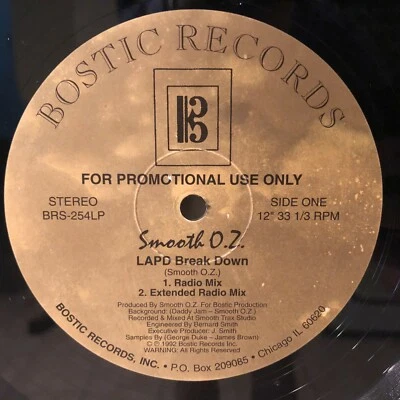 BOSTIC RECORDS
B
FOR PROMOTIONAL USE ONLY
STEREO
BRS-254LP
SIDE ONE
12" 33 1/3 RPM
Smooth O.Z.
LAPD Break Down
(Smooth O.Z.)
1. Radio Mix
2. Extended Radio Mix
Produced By Smooth O.Z. For Bostic Production
Background: (Daddy Jam – Smooth O.Z.)
Recorded & Mixed At Smooth Trax Studio
Engineered By Bernard Smith
Executive Producer: J. Smith
Samples By (George Duke – James Brown)
© ℗ 1992 Bostic Records Inc
WARNING: All Rights Reserved
BOSTIC RECORDS, INC. • P.O. Box 209085 • Chicago IL 60620